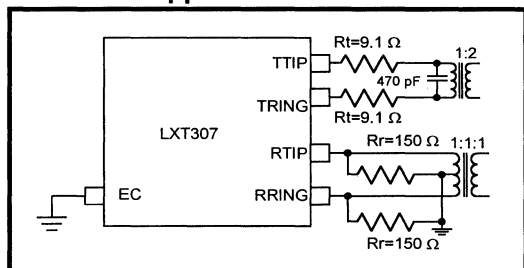 Rt=9.1 Ω
1:2
TTIP
470 pF
TRING
Rt=9.1 Ω
LXT307
Rr=150 Ω
1:1:1
RTIP
EC
RRING
Rr=150 Ω